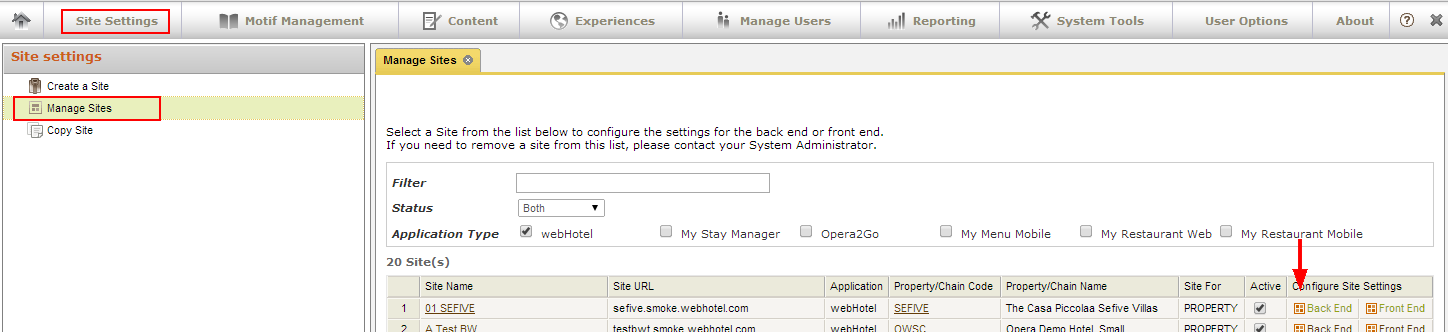 Site Settings Motif Management Content Experiences Manage Users Reporting System Tools User Options About ?
Site settings
Create a Site
Manage Sites
Copy Site
Manage Sites
Select a Site from the list below to configure the settings for the back end or front end.
If you need to remove a site from this list, please contact your System Administrator.
Filter
Status Both
Application Type webHotel My Stay Manager Opera2Go My Menu Mobile My Restaurant Web My Restaurant Mobile
20 Site(s)
Site Name Site URL Application Property/Chain Code Property/Chain Name Site For Active Configure Site Settings
1 01 SEFIVE sefive.smoke.webhotel.com webHotel SEFIVE The Casa Piccolaa Sefive Villas PROPERTY Back End Front End
2 A Test BW testbwt.smoke.webhotel.com webHotel OWSC Opera Demo Hotel Small PROPERTY Back End Front End